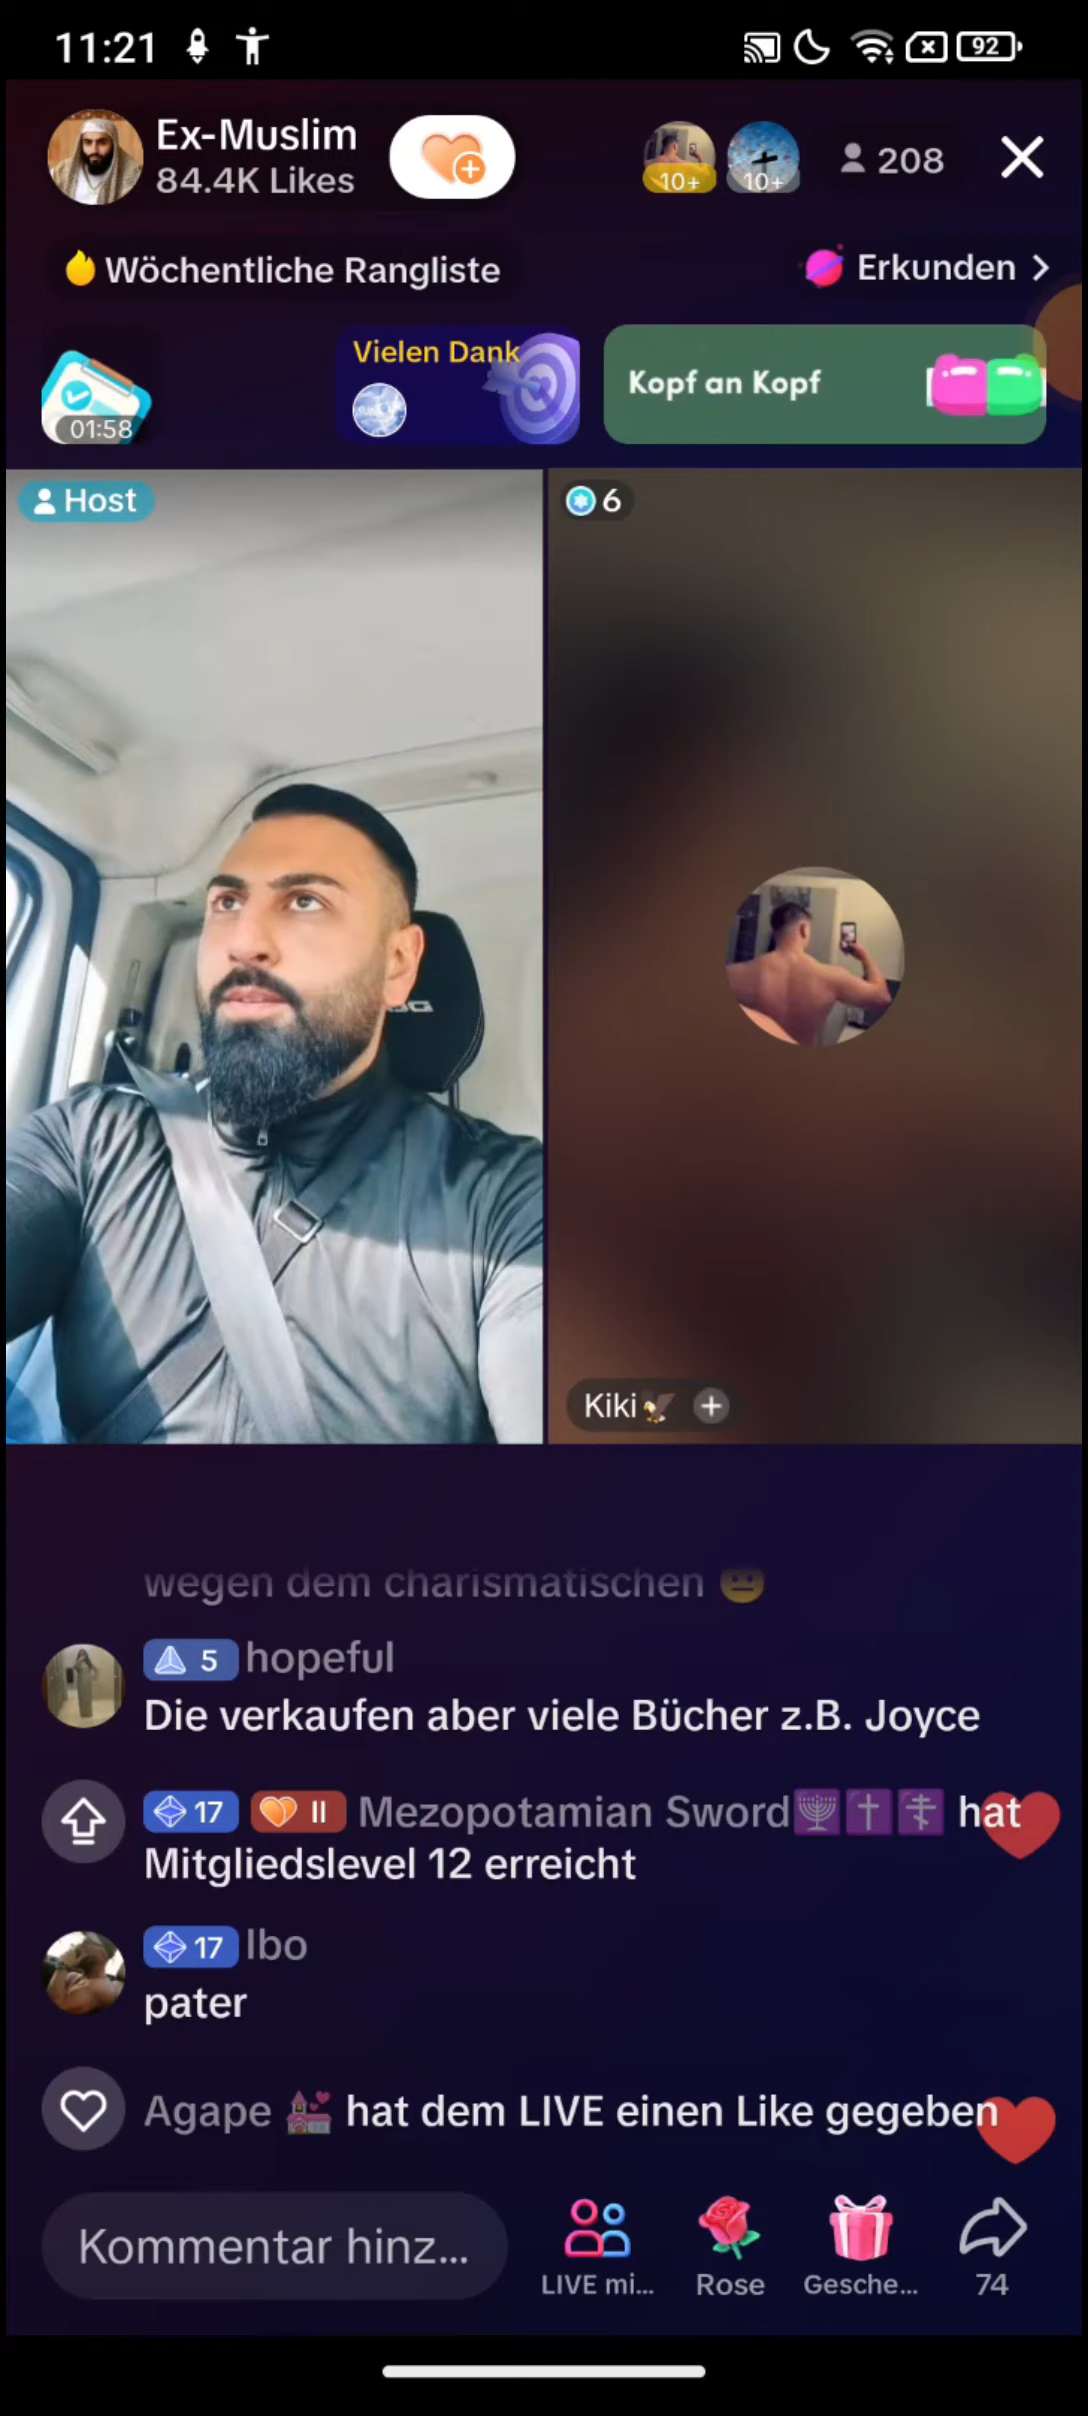 11:21
92
Ex-Muslim
84.4K Likes
10+
10+
208
Wöchentliche Rangliste
Erkunden >
01:58
Vielen Dank
Kopf an Kopf
Host
6
Kiki
wegen dem charismatischen
5 hopeful
Die verkaufen aber viele Bücher z.B. Joyce
17 II Mezopotamian Sword hat
Mitgliedslevel 12 erreicht
17 Ibo
pater
Agape hat dem LIVE einen Like gegeben
Kommentar hinz...
LIVE mi...
Rose
Gesche...
74